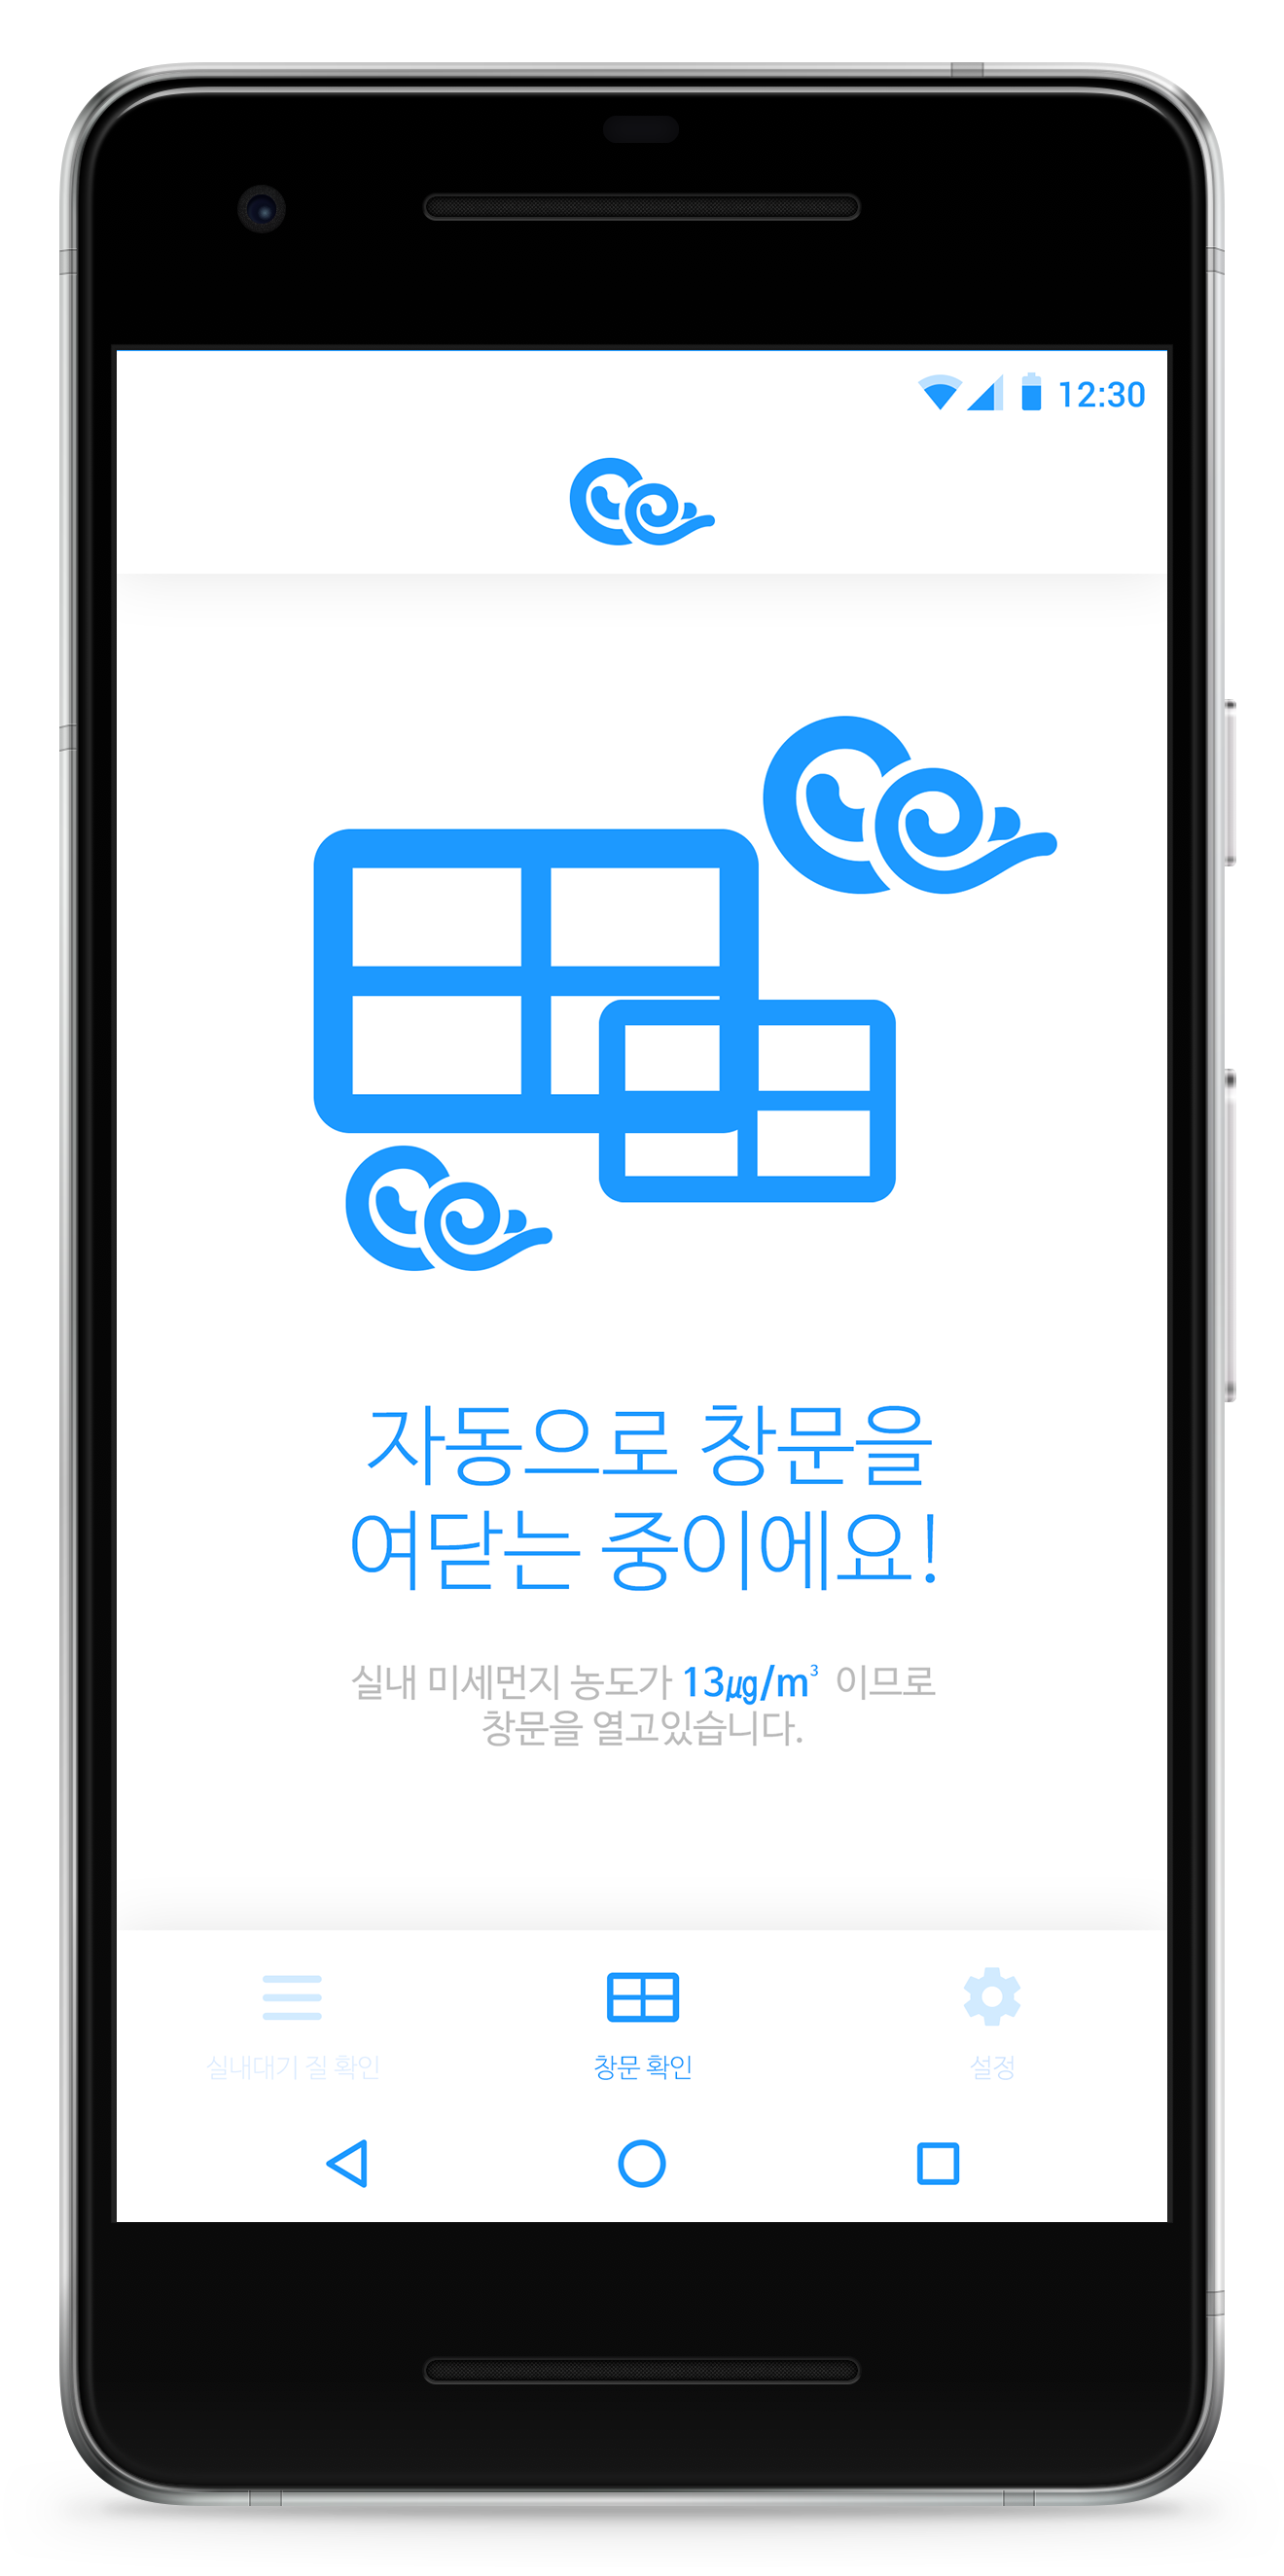 12:30
자동으로 창문을
여닫는 중이에요!
실내 미세먼지 농도가 13㎍/m³ 이므로
창문을 열고있습니다.
실내대기 질 확인
창문 확인
설정